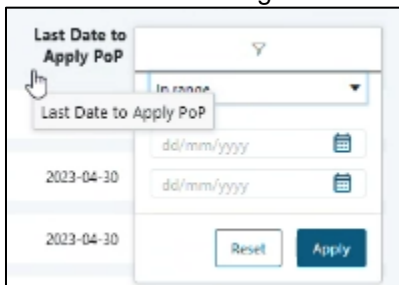 Last Date to
Apply PoP
In range
Last Date to Apply PoP
dd/mm/yyyy
2023-04-30
dd/mm/yyyy
2023-04-30
Reset
Apply